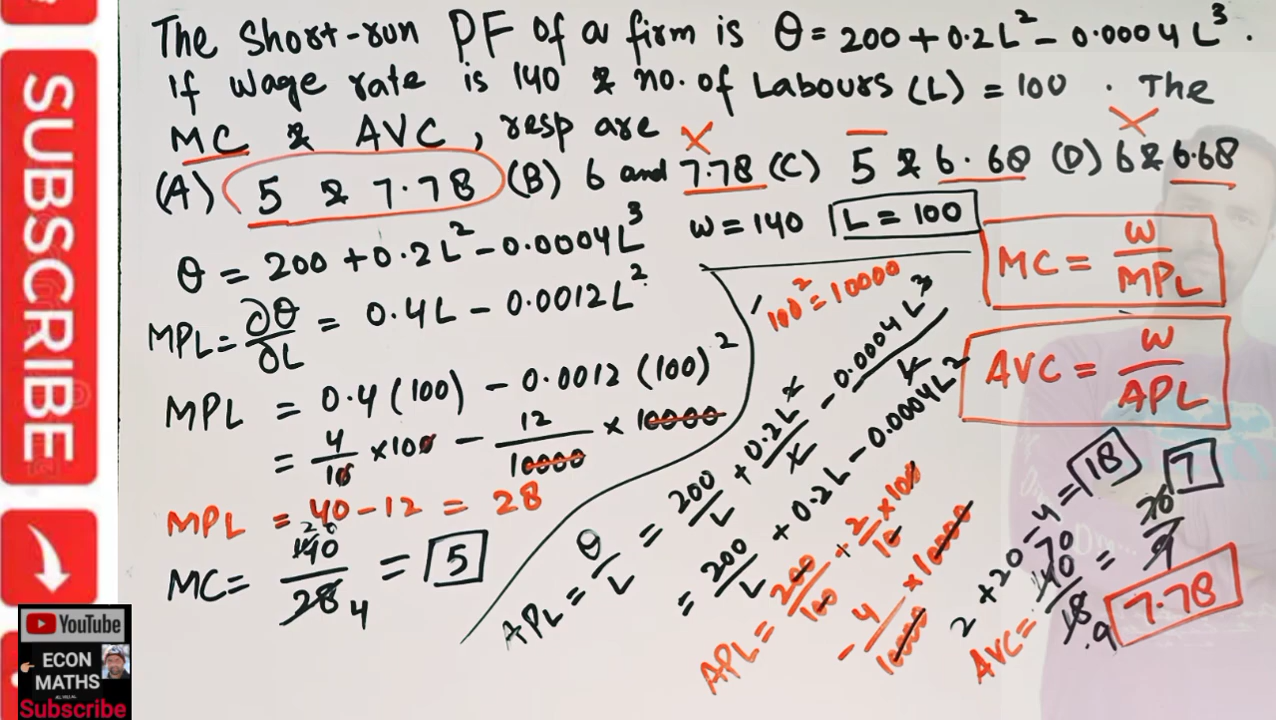 The Short-run PF of a firm is θ = 200 + 0.2L² - 0.0004L³.
If wage rate is 140 & no. of Labours (L) = 100. The
MC & AVC, resp are
(A) 5 & 7.78 (B) 6 and 7.78 (C) 5 & 6.68 (D) 6 & 6.68
θ = 200 + 0.2L² - 0.0004L³
w = 140 L = 100
MPL = ∂θ/∂L = 0.4L - 0.0012L²
MPL = 0.4(100) - 0.0012(100)²
= 4/10 × 100 - 12/10000 × 10000
MPL = 40 - 12 = 28
MC = 140/28 = 5
20
4
100² = 10000
APL = θ/L = 200/L + 0.2L²/L - 0.0004L³/L
= 200/L + 0.2L - 0.0004L²
APL = 200/100 + 2/10 × 100
- 4/10000 × 10000
2 + 20 - 4 = 18
AVC = 140/18 = 70/9
7
7.78
MC = w/MPL
AVC = w/APL
SUBSCRIBE
YouTube
ECON
MATHS
Subscribe